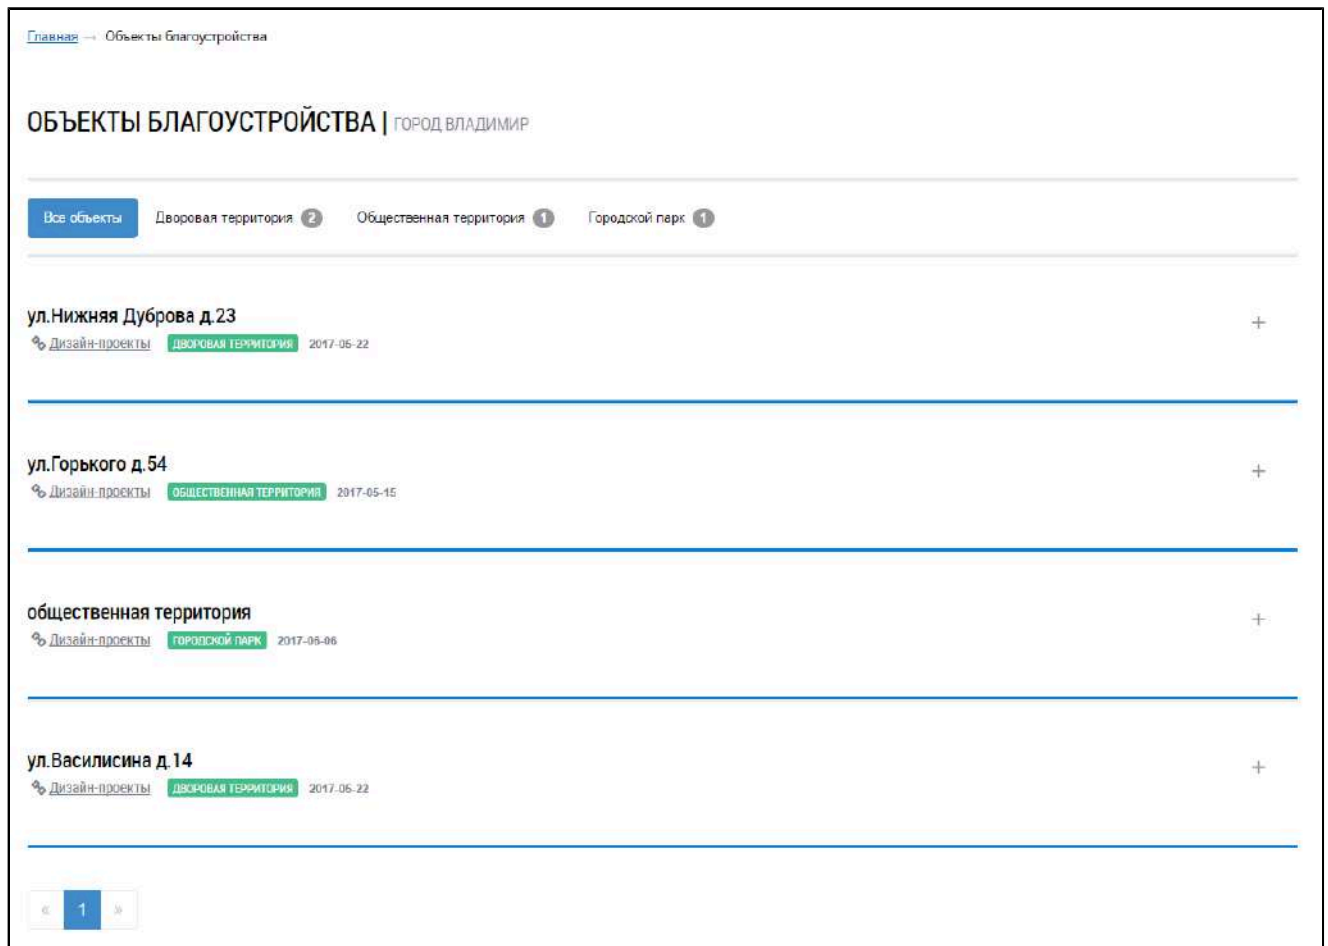 Главная → Объекты благоустройства
ОБЪЕКТЫ БЛАГОУСТРОЙСТВА | ГОРОД ВЛАДИМИР
Все объекты Дворовая территория 2 Общественная территория 1 Городской парк 1
ул.Нижняя Дуброва д.23 +
Дизайн-проекты ДВОРОВАЯ ТЕРРИТОРИЯ 2017-05-22
ул.Горького д.54 +
Дизайн-проекты ОБЩЕСТВЕННАЯ ТЕРРИТОРИЯ 2017-05-15
общественная территория +
Дизайн-проекты ГОРОДСКОЙ ПАРК 2017-06-06
ул.Василисина д.14 +
Дизайн-проекты ДВОРОВАЯ ТЕРРИТОРИЯ 2017-05-22
« 1 »